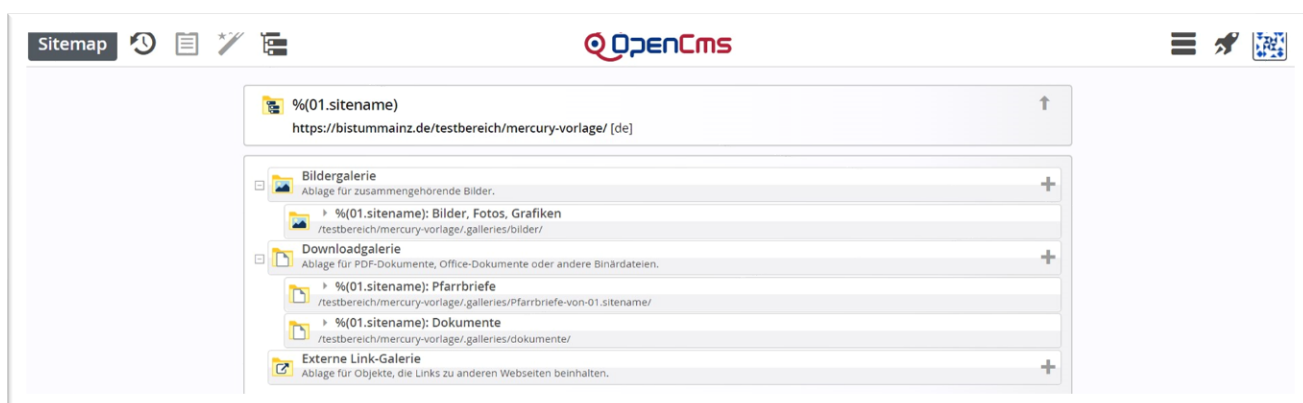 Sitemap
OpenCms
%(01.sitename)
https://bistummainz.de/testbereich/mercury-vorlage/ [de]
Bildergalerie
Ablage für zusammengehörende Bilder.
%(01.sitename): Bilder, Fotos, Grafiken
/testbereich/mercury-vorlage/.galleries/bilder/
Downloadgalerie
Ablage für PDF-Dokumente, Office-Dokumente oder andere Binärdateien.
%(01.sitename): Pfarrbriefe
/testbereich/mercury-vorlage/.galleries/Pfarrbriefe-von-01.sitename/
%(01.sitename): Dokumente
/testbereich/mercury-vorlage/.galleries/dokumente/
Externe Link-Galerie
Ablage für Objekte, die Links zu anderen Webseiten beinhalten.